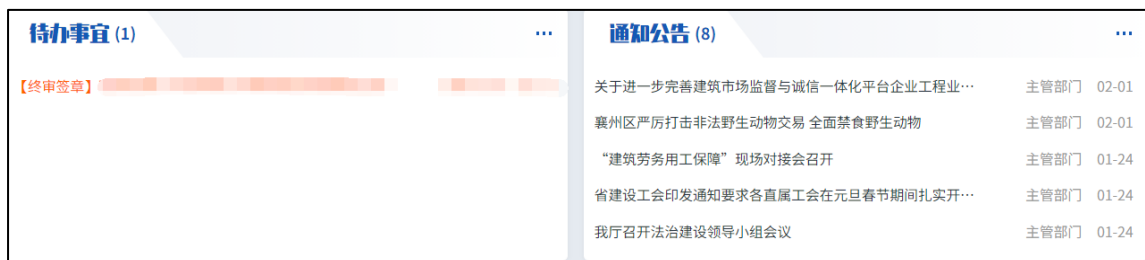 待办事宜 (1)
···
【终审签章】
通知公告 (8)
···
关于进一步完善建筑市场监督与诚信一体化平台企业工程业··· 主管部门 02-01
襄州区严厉打击非法野生动物交易 全面禁食野生动物 主管部门 02-01
“建筑劳务用工保障”现场对接会召开 主管部门 01-24
省建设工会印发通知要求各直属工会在元旦春节期间扎实开··· 主管部门 01-24
我厅召开法治建设领导小组会议 主管部门 01-24